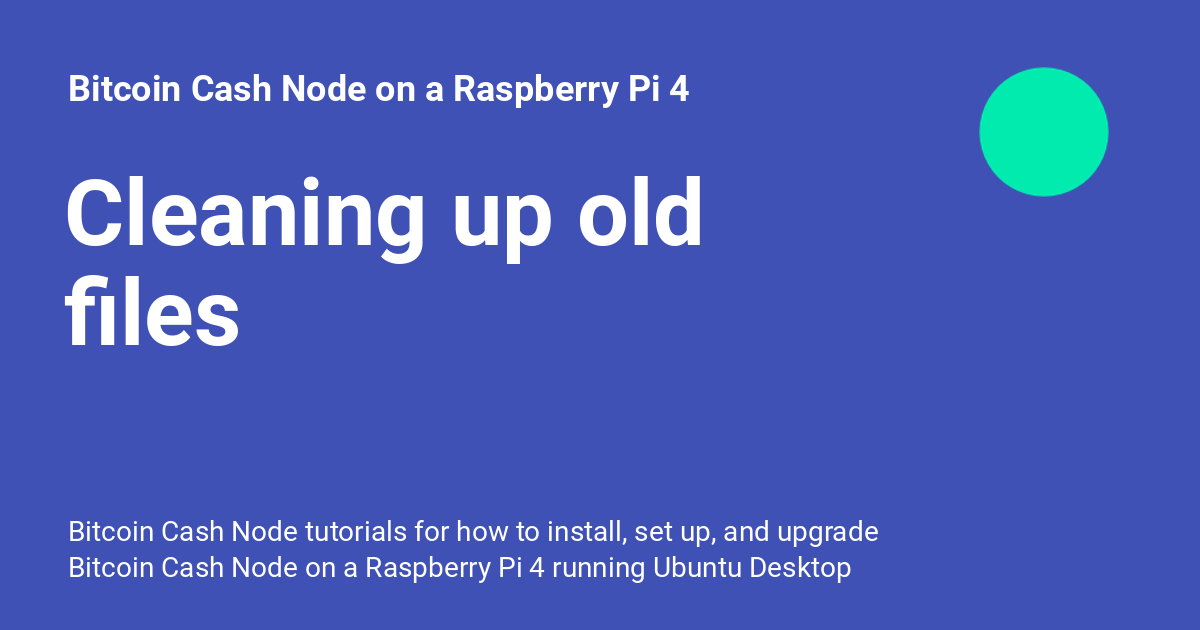 Bitcoin Cash Node on a Raspberry Pi 4
Cleaning up old
files
Bitcoin Cash Node tutorials for how to install, set up, and upgrade
Bitcoin Cash Node on a Raspberry Pi 4 running Ubuntu Desktop